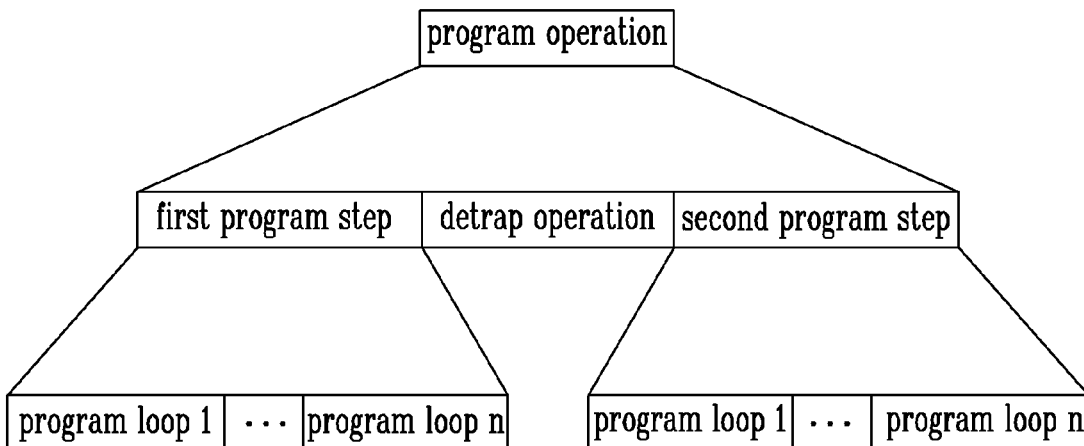 program operation
first program step detrap operation second program step
program loop 1 ... program loop n program loop 1 ... program loop n